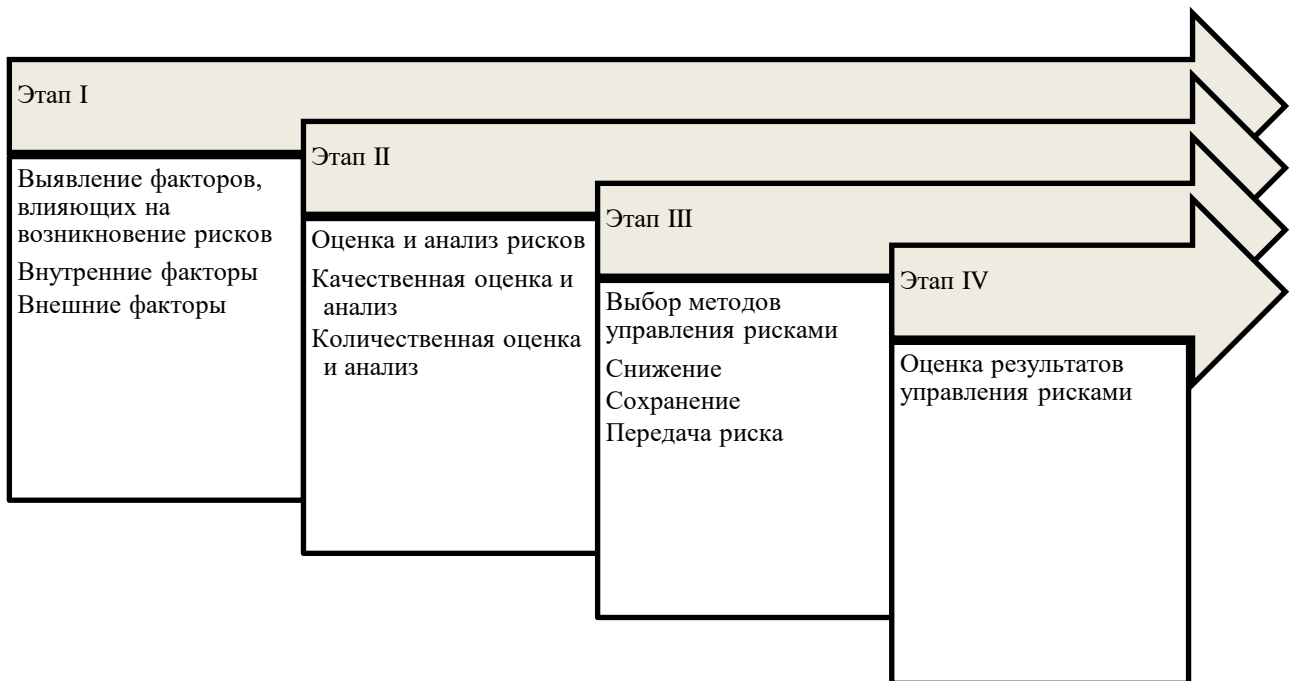 Этап I
Выявление факторов,
влияющих на
возникновение рисков
Внутренние факторы
Внешние факторы
Этап II
Оценка и анализ рисков
Качественная оценка и
анализ
Количественная оценка
и анализ
Этап III
Выбор методов
управления рисками
Снижение
Сохранение
Передача риска
Этап IV
Оценка результатов
управления рисками